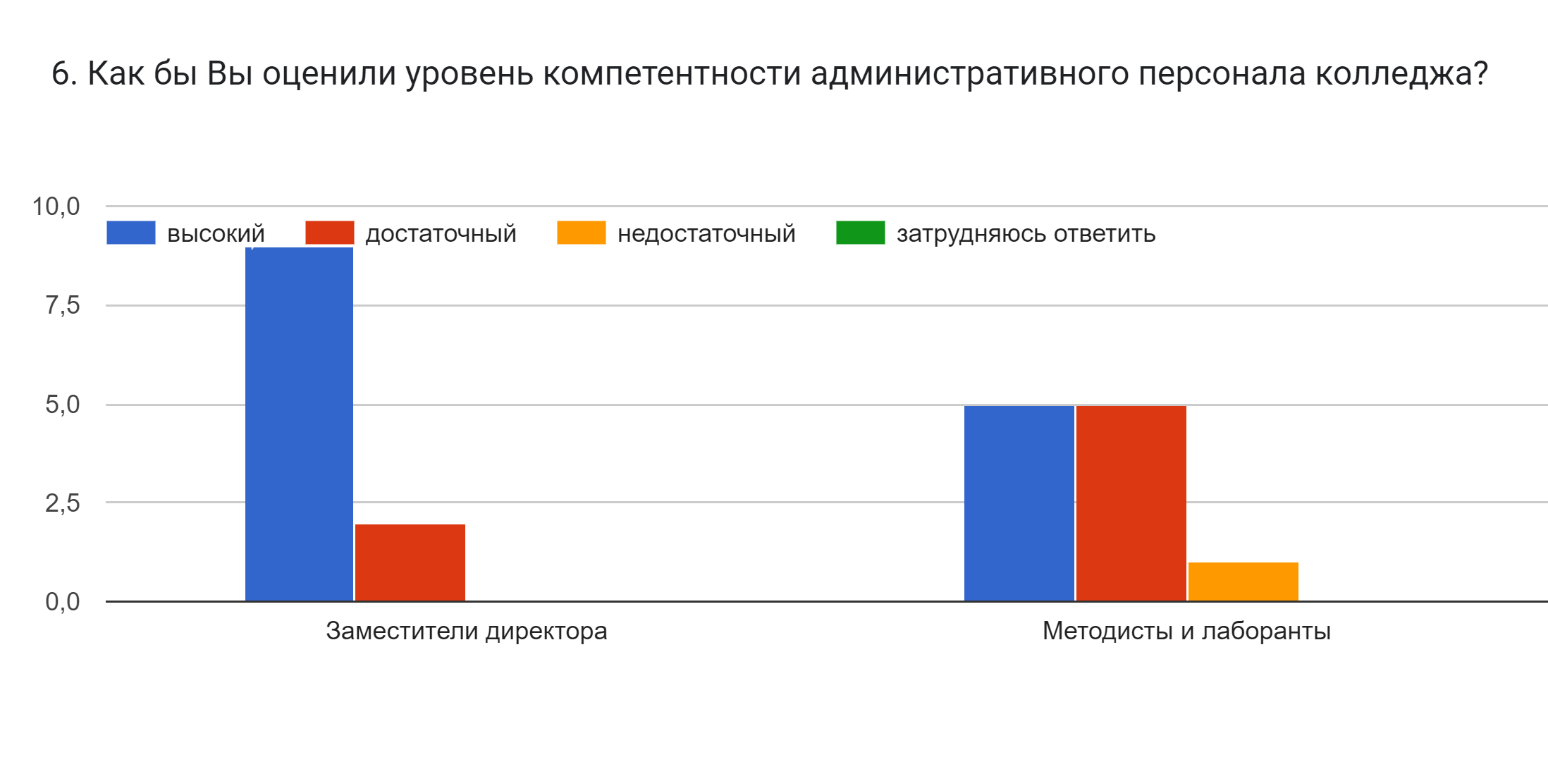 6. Как бы Вы оценили уровень компетентности административного персонала колледжа?
10,0
высокий достаточный недостаточный затрудняюсь ответить
7,5
5,0
2,5
0,0
Заместители директора Методисты и лаборанты